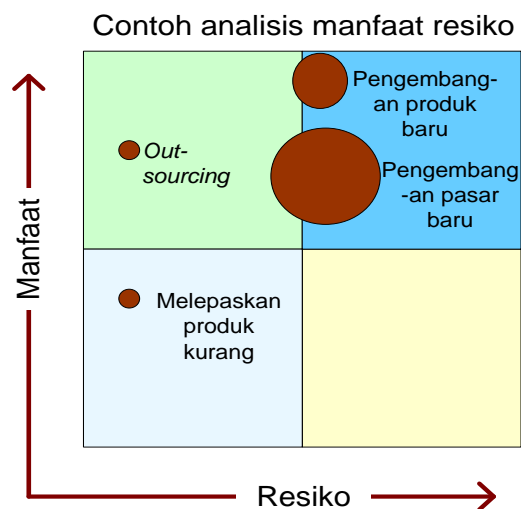 Contoh analisis manfaat resiko
Pengembang-
an produk
baru
Out-
sourcing
Pengembang
-an pasar
baru
Manfaat
Melepaskan
produk
kurang
Resiko